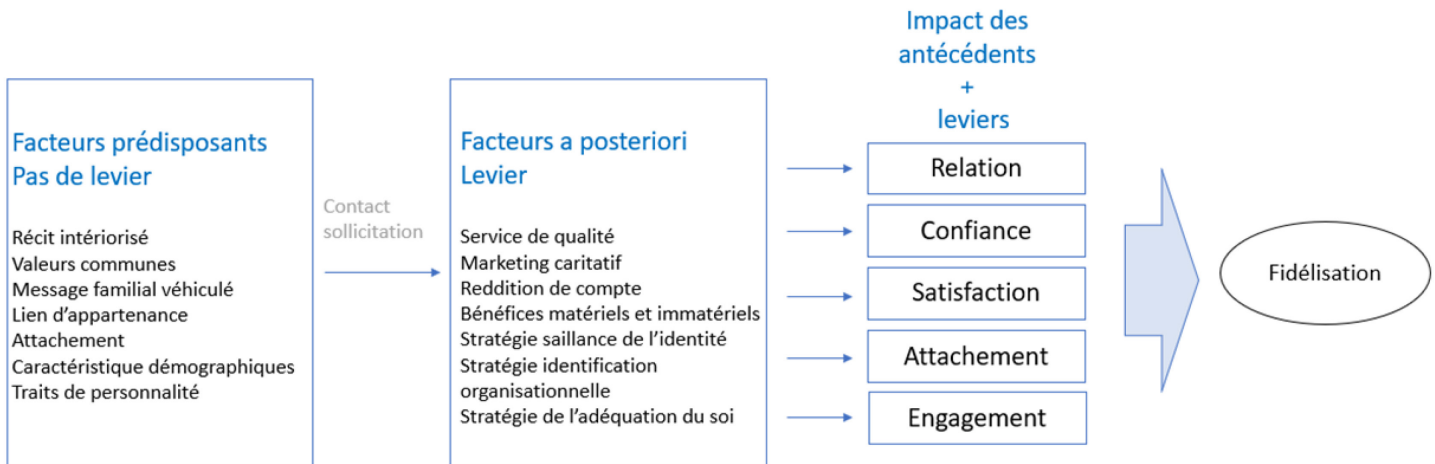 Facteurs prédisposants
Pas de levier
Récit intériorisé
Valeurs communes
Message familial véhiculé
Lien d’appartenance
Attachement
Caractéristique démographiques
Traits de personnalité
Contact
sollicitation
Facteurs a posteriori
Levier
Service de qualité
Marketing caritatif
Reddition de compte
Bénéfices matériels et immatériels
Stratégie saillance de l’identité
Stratégie identification
organisationnelle
Stratégie de l’adéquation du soi
Impact des
antécédents
+
leviers
Relation
Confiance
Satisfaction
Attachement
Engagement
Fidélisation